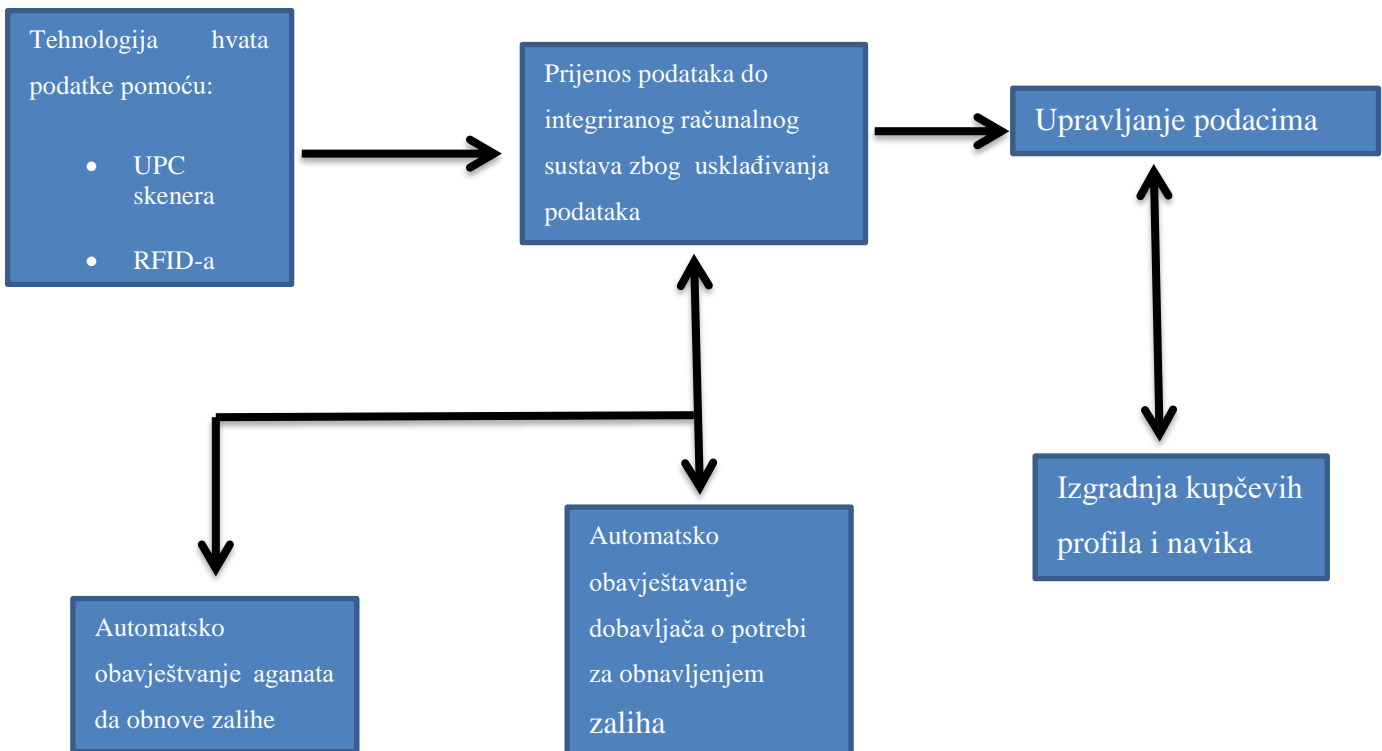 Tehnologija hvata
podatke pomoću:
• UPC
skenera
• RFID-a
Prijenos podataka do
integriranog računalnog
sustava zbog usklađivanja
podataka
Upravljanje podacima
Izgradnja kupčevih
profila i navika
Automatsko
obavještvanje aganata
da obnove zalihe
Automatsko
obavještavanje
dobavljača o potrebi
za obnavljenjem
zaliha